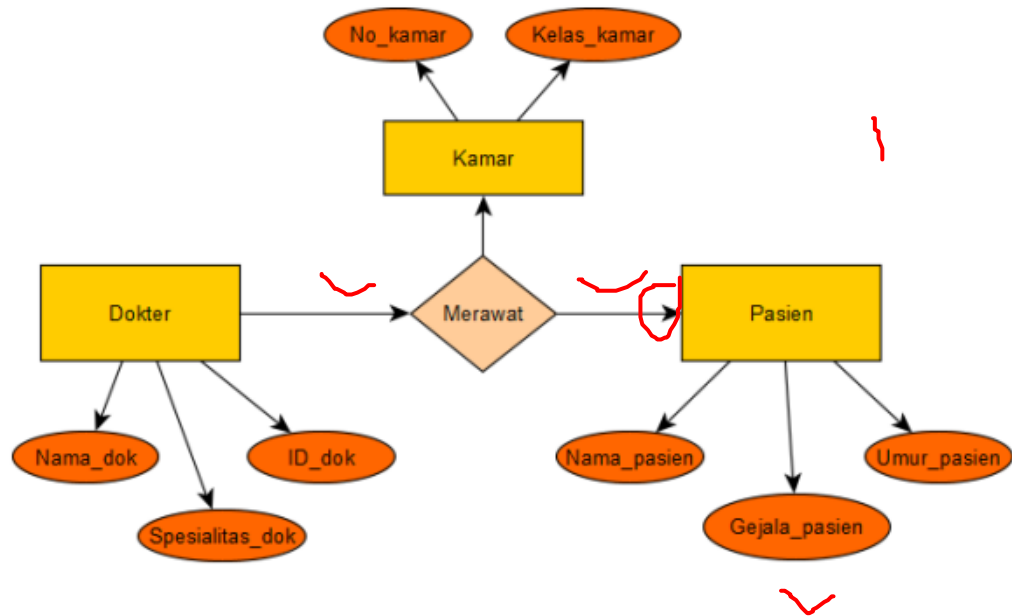 No_kamar
Kelas_kamar
Kamar
Dokter
Merawat
Pasien
Nama_dok
ID_dok
Nama_pasien
Umur_pasien
Spesialitas_dok
Gejala_pasien